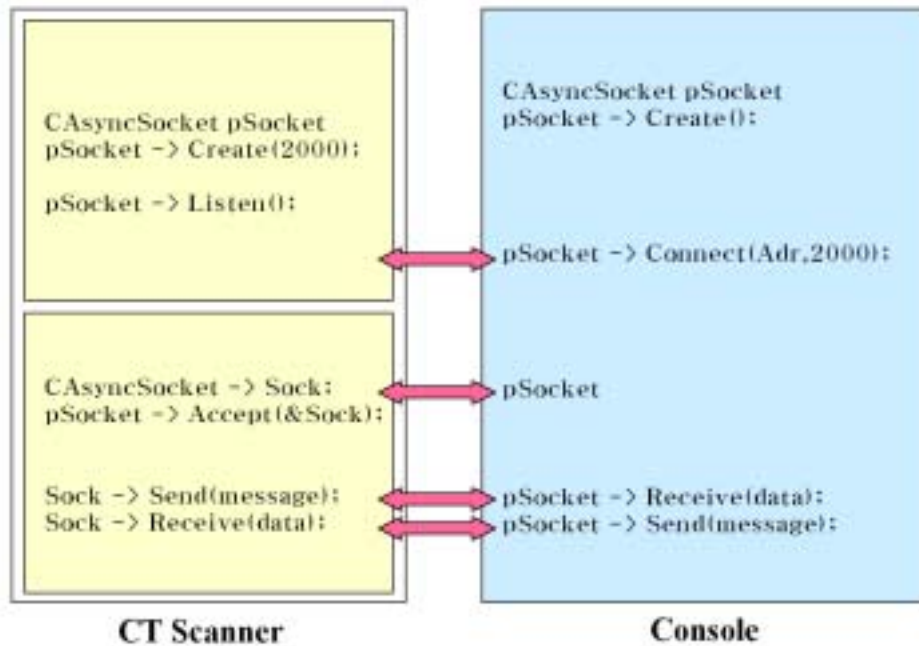 CAsyncSocket pSocket
pSocket -> Create(2000);
pSocket -> Listen();
CAsyncSocket -> Sock;
pSocket -> Accept(&Sock);
Sock -> Send(message);
Sock -> Receive(data);
CT Scanner
CAsyncSocket pSocket
pSocket -> Create();
pSocket -> Connect(Adr,2000);
pSocket
pSocket -> Receive(data);
pSocket -> Send(message);
Console